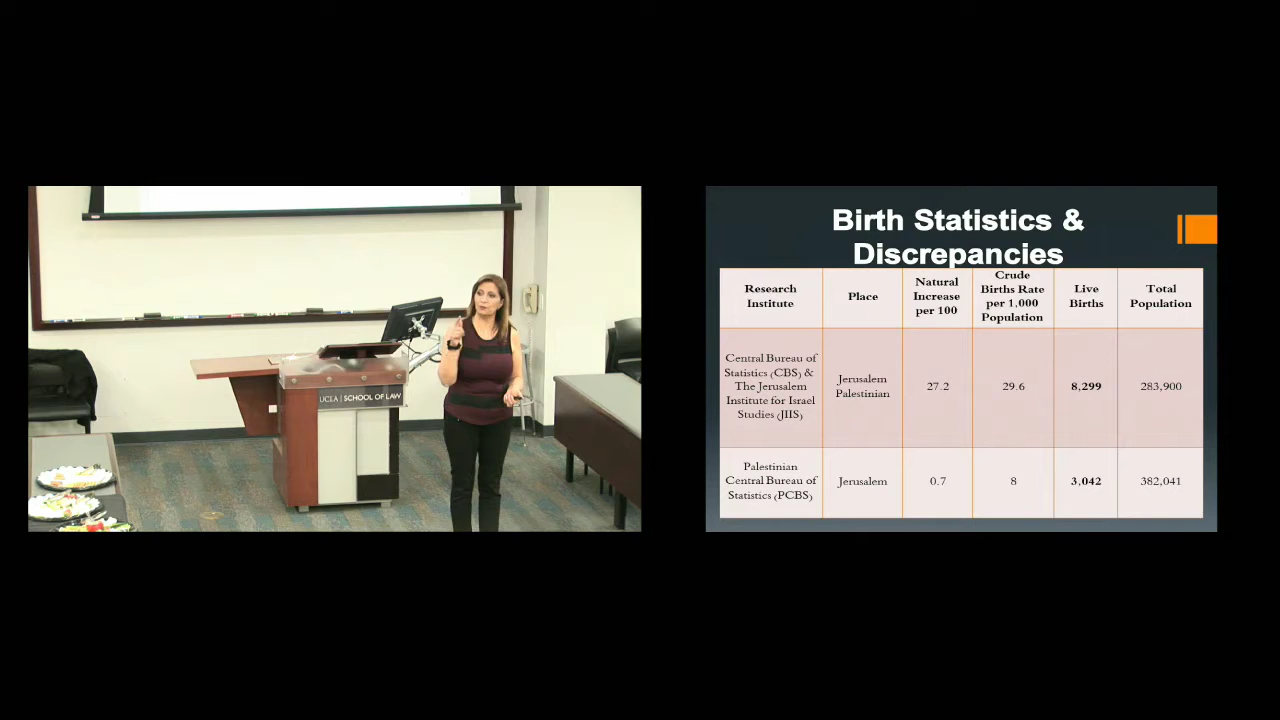 UCLA | SCHOOL OF LAW
Birth Statistics &
Discrepancies
Research
Institute
Place
Natural
Increase
per 100
Crude
Births Rate
per 1,000
Population
Live
Births
Total
Population
Central Bureau of
Statistics (CBS) &
The Jerusalem
Institute for Israel
Studies (JIIS)
Jerusalem
Palestinian
27.2
29.6
8,299
283,900
Palestinian
Central Bureau of
Statistics (PCBS)
Jerusalem
0.7
8
3,042
382,041